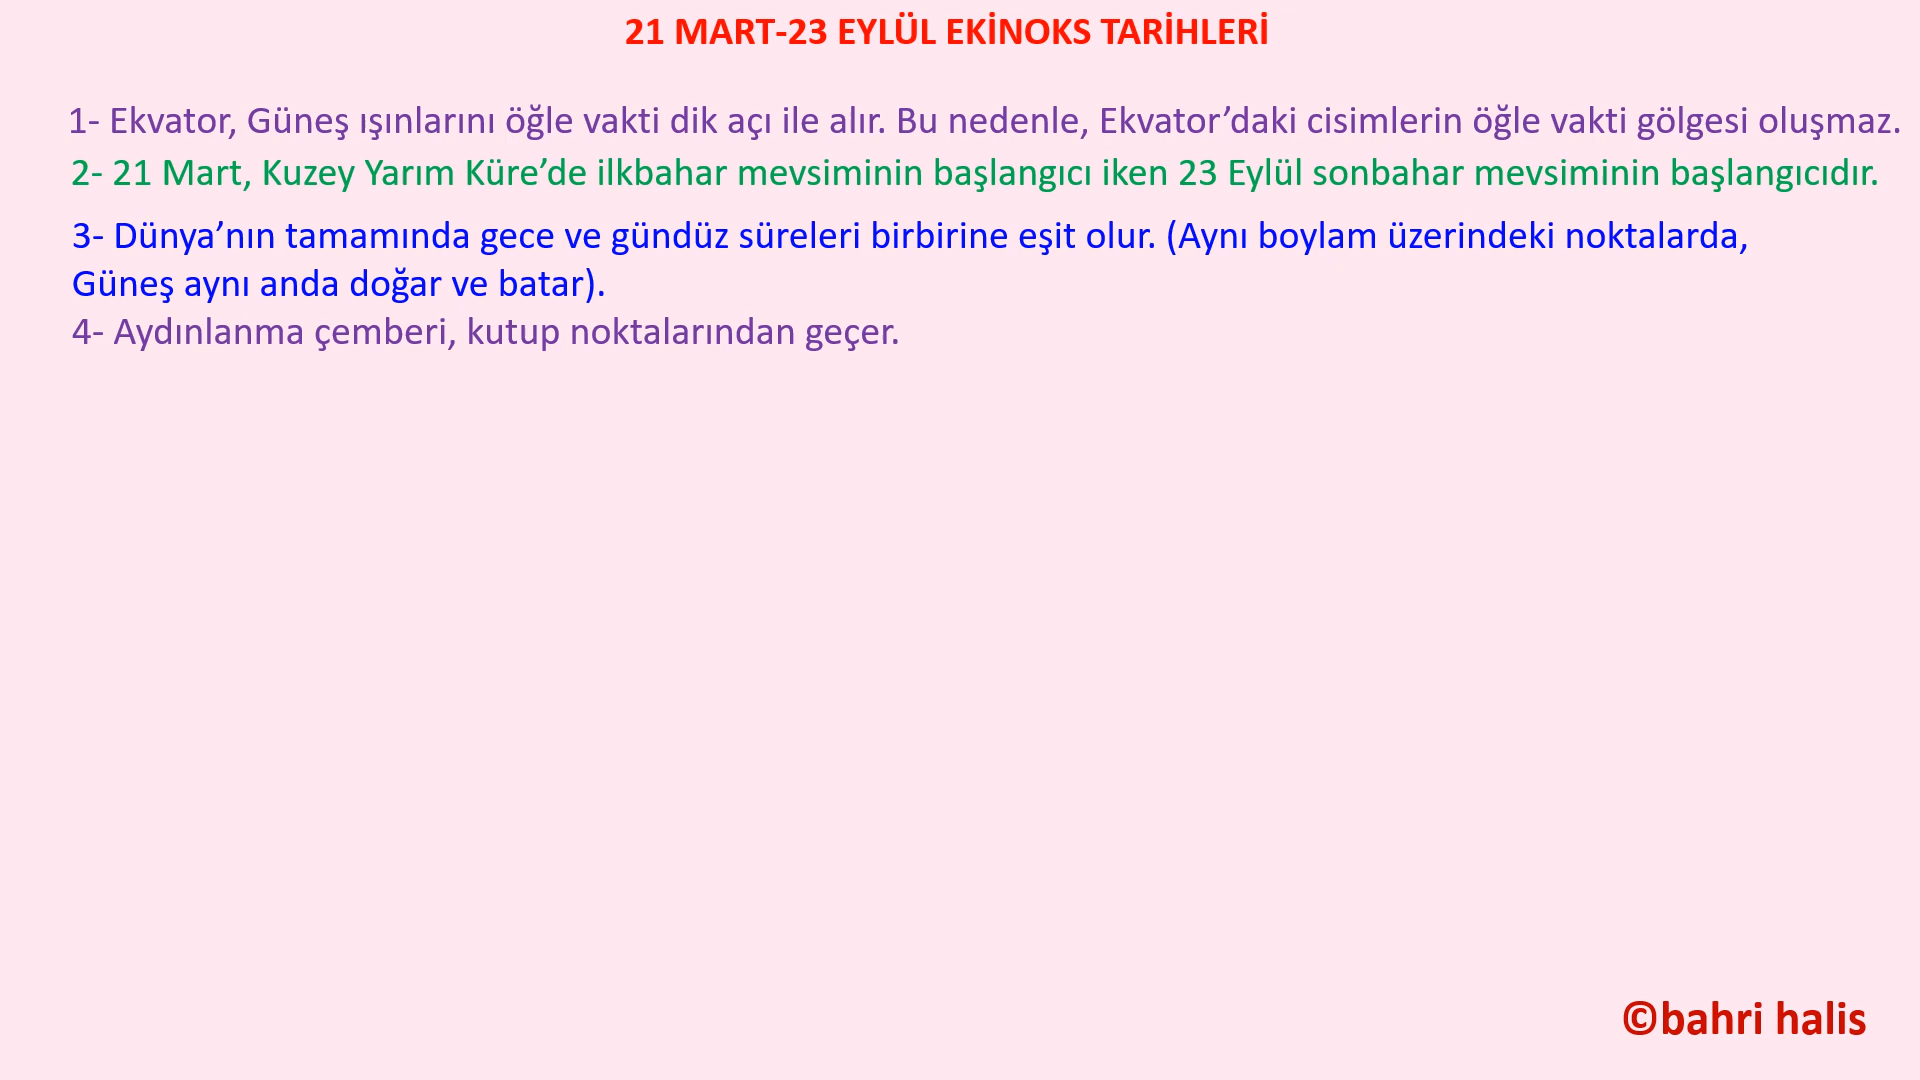 21 MART-23 EYLÜL EKİNOKS TARİHLERİ
1- Ekvator, Güneş ışınlarını öğle vakti dik açı ile alır. Bu nedenle, Ekvator’daki cisimlerin öğle vakti gölgesi oluşmaz.
2- 21 Mart, Kuzey Yarım Küre’de ilkbahar mevsiminin başlangıcı iken 23 Eylül sonbahar mevsiminin başlangıcıdır.
3- Dünya’nın tamamında gece ve gündüz süreleri birbirine eşit olur. (Aynı boylam üzerindeki noktalarda,
Güneş aynı anda doğar ve batar).
4- Aydınlanma çemberi, kutup noktalarından geçer.
©bahri halis